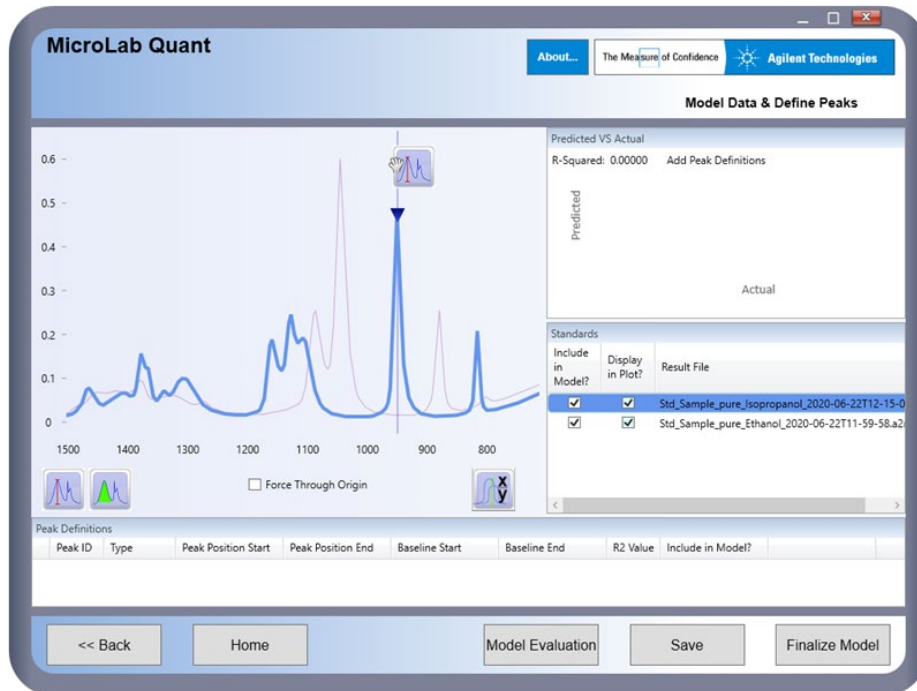 MicroLab Quant
About...
The Measure of Confidence
Agilent Technologies
Model Data & Define Peaks
0.6
0.5
0.4
0.3
0.2
0.1
0
1500 1400 1300 1200 1100 1000 900 800
Force Through Origin
x
y
Predicted VS Actual
R-Squared: 0.00000 Add Peak Definitions
Predicted
Actual
Standards
Include in Model? Display in Plot? Result File
Std_Sample_pure_Isopropanol_2020-06-22T12-15-0
Std_Sample_pure_Ethanol_2020-06-22T11-59-58.a2
Peak Definitions
Peak ID Type Peak Position Start Peak Position End Baseline Start Baseline End R2 Value Include in Model?
<< Back Home Model Evaluation Save Finalize Model